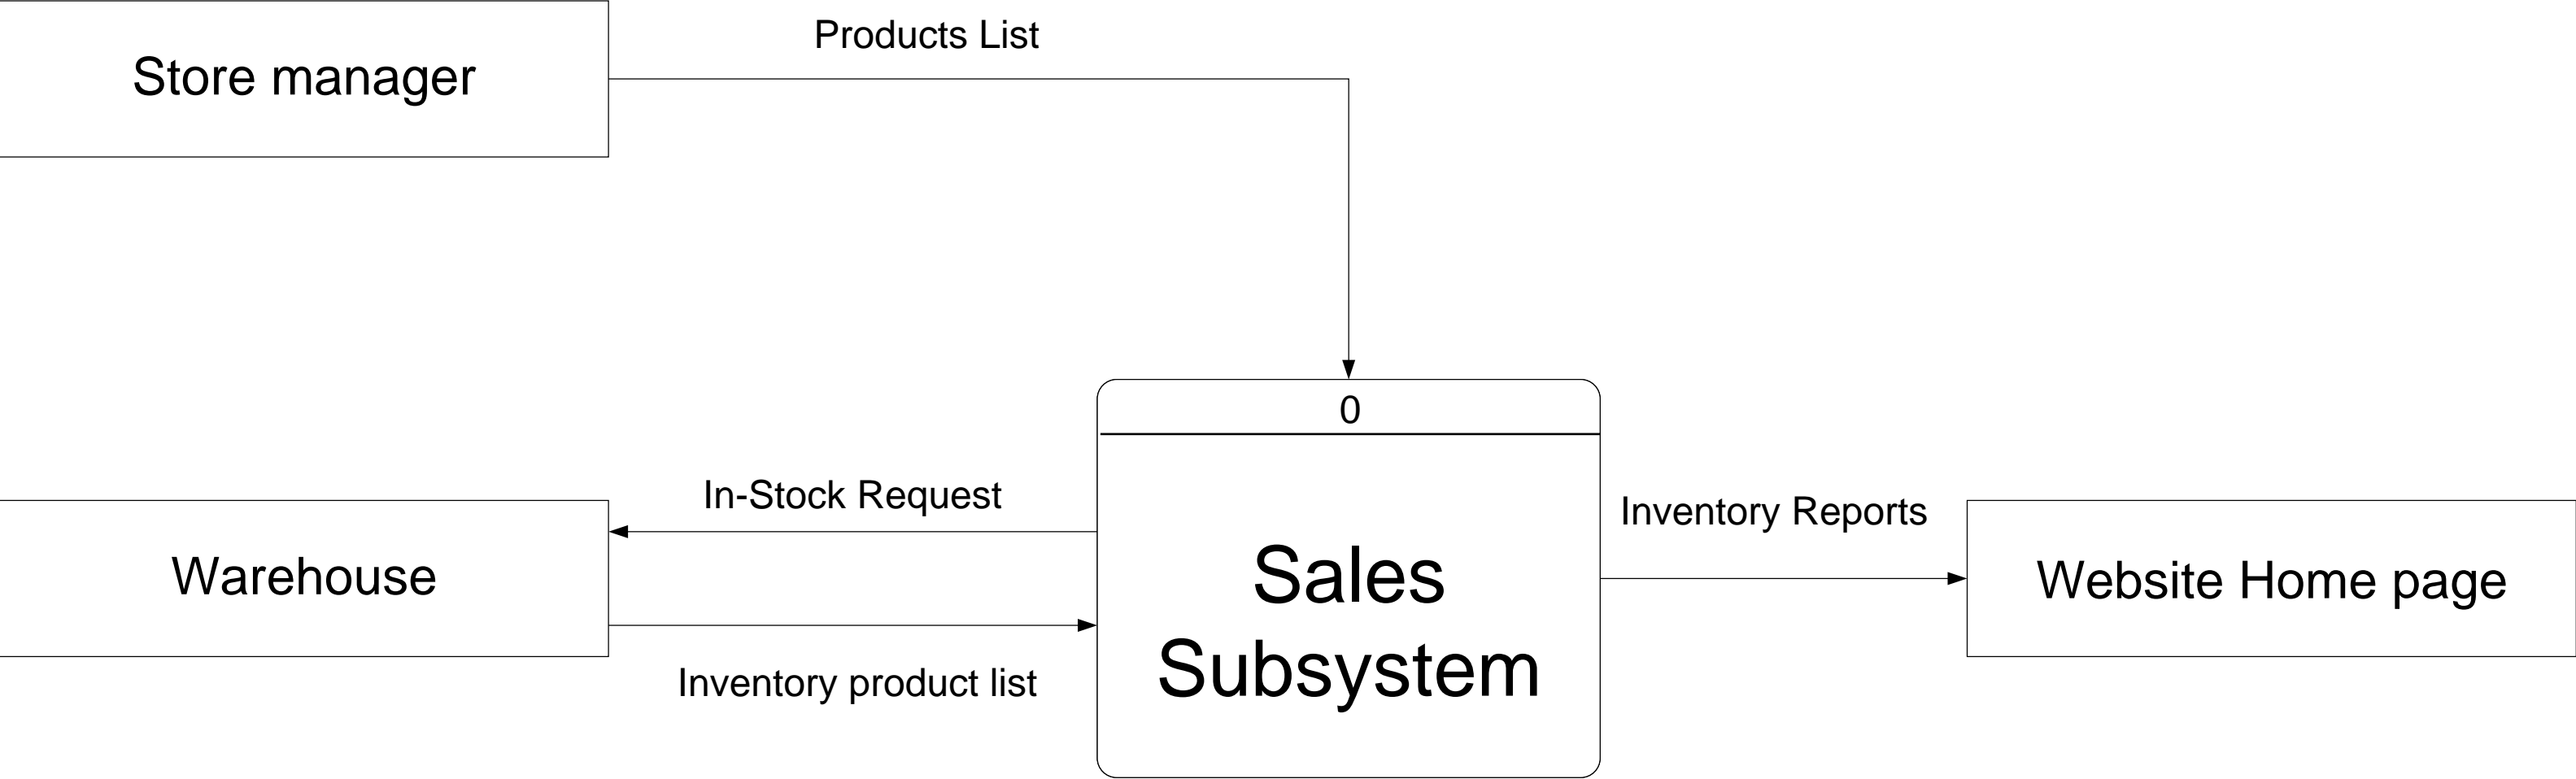 Products List
Store manager
0
In-Stock Request
Inventory Reports
Warehouse
Sales
Subsystem
Website Home page
Inventory product list